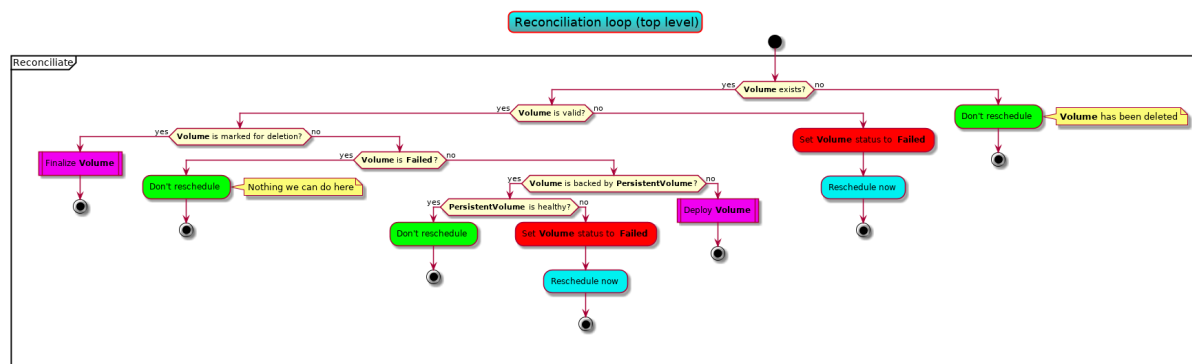 Reconciliation loop (top level)
Reconciliate
yes
Volume exists?
no
yes
Volume is valid?
no
Don't reschedule
Volume has been deleted
yes
Volume is marked for deletion?
no
Set Volume status to Failed
Finalize Volume
yes
Volume is Failed?
no
Reschedule now
Don't reschedule
Nothing we can do here
yes
Volume is backed by PersistentVolume?
no
yes
PersistentVolume is healthy?
no
Deploy Volume
Don't reschedule
Set Volume status to Failed
Reschedule now